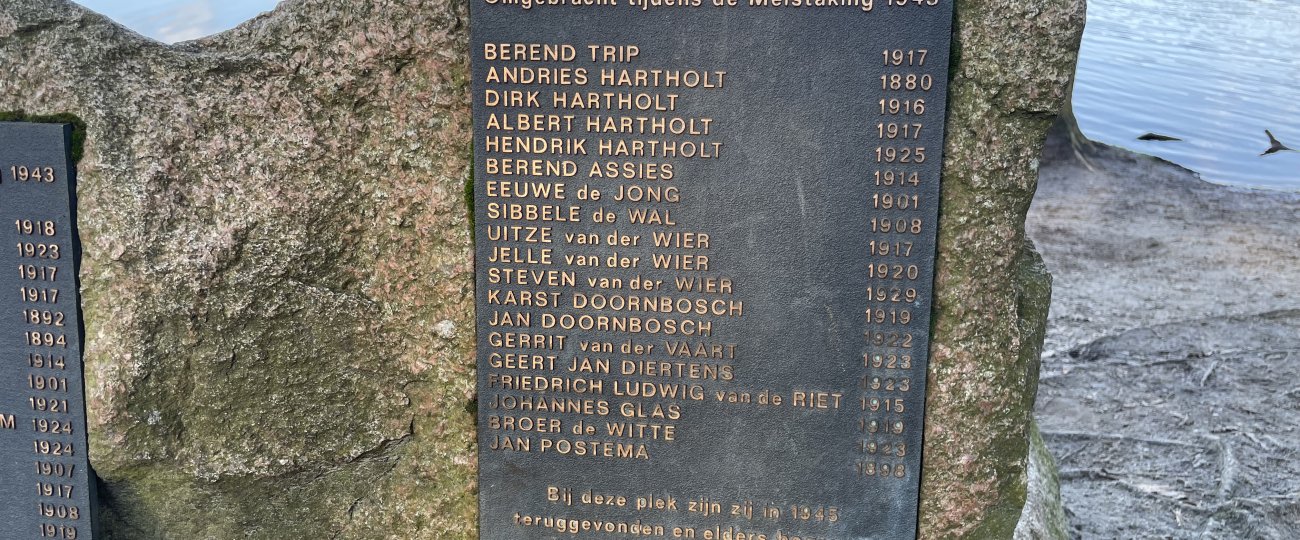 1943
1918
1923
1917
1917
1892
1894
1914
1901
1921
M 1924
1924
1907
1917
1908
1919
Omgebracht tijdens de Meistaking 1943
BEREND TRIP 1917
ANDRIES HARTHOLT 1880
DIRK HARTHOLT 1916
ALBERT HARTHOLT 1917
HENDRIK HARTHOLT 1925
BEREND ASSIES 1914
EEUWE de JONG 1901
SIBBELE de WAL 1908
UITZE van der WIER 1917
JELLE van der WIER 1920
STEVEN van der WIER 1929
KARST DOORNBOSCH 1919
JAN DOORNBOSCH 1922
GERRIT van der VAART 1923
GEERT JAN DIERTENS 1923
FRIEDRICH LUDWIG van de RIET 1915
JOHANNES GLAS 1919
BROER de WITTE 1923
JAN POSTEMA 1898
Bij deze plek zijn zij in 1945
teruggevonden en elders